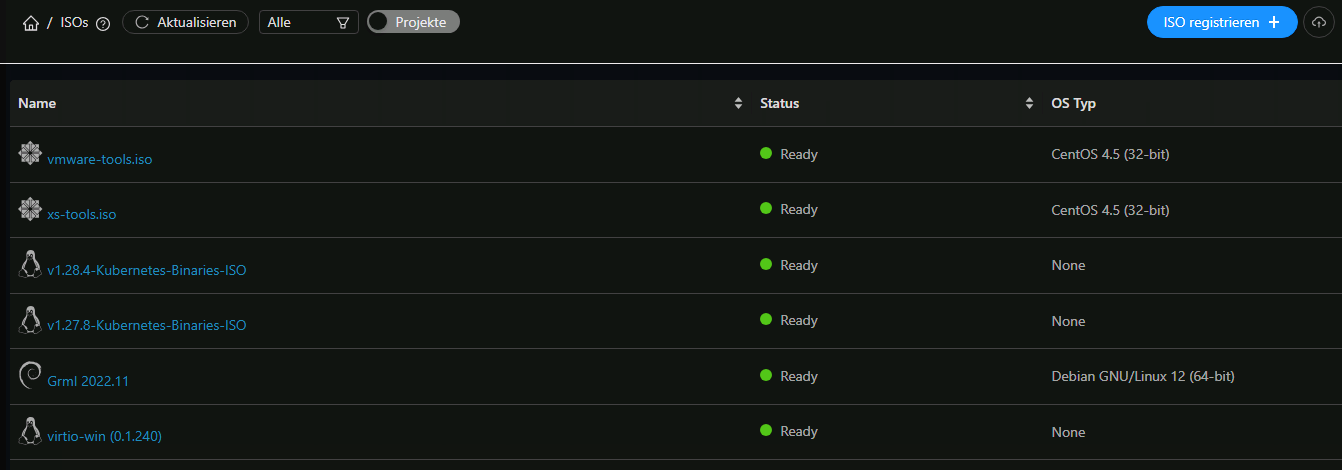 / ISOs ? Aktualisieren Alle Projekte ISO registrieren +
Name Status OS Typ
vmware-tools.iso Ready CentOS 4.5 (32-bit)
xs-tools.iso Ready CentOS 4.5 (32-bit)
v1.28.4-Kubernetes-Binaries-ISO Ready None
v1.27.8-Kubernetes-Binaries-ISO Ready None
Grml 2022.11 Ready Debian GNU/Linux 12 (64-bit)
virtio-win (0.1.240) Ready None